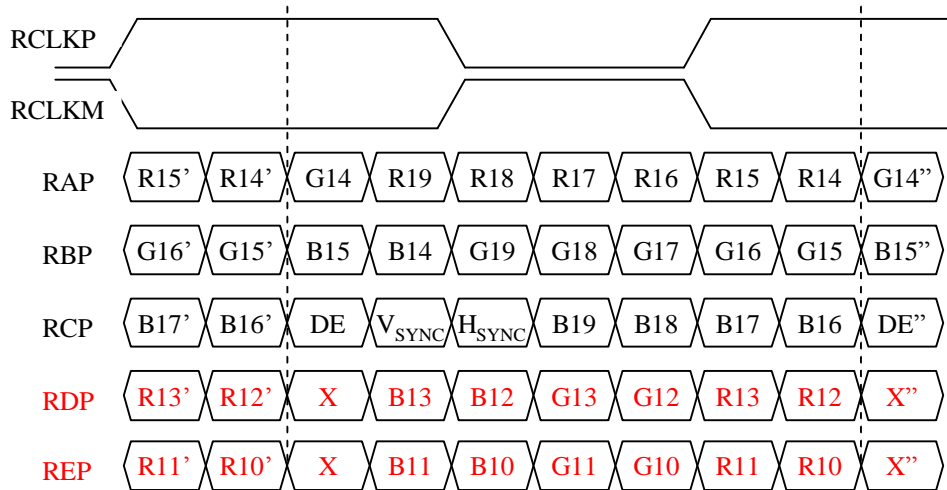 RCLKP
RCLKM
RAP R15’ R14’ G14 R19 R18 R17 R16 R15 R14 G14”
RBP G16’ G15’ B15 B14 G19 G18 G17 G16 G15 B15”
RCP B17’ B16’ DE VSYNC HSYNC B19 B18 B17 B16 DE”
RDP R13’ R12’ X B13 B12 G13 G12 R13 R12 X”
REP R11’ R10’ X B11 B10 G11 G10 R11 R10 X”